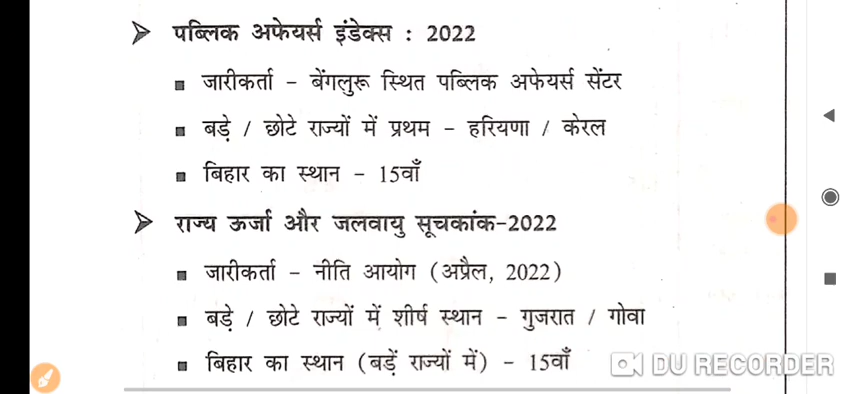 ➢ पब्लिक अफेयर्स इंडेक्स : 2022
■ जारीकर्ता – बेंगलुरू स्थित पब्लिक अफेयर्स सेंटर
■ बड़े / छोटे राज्यों में प्रथम – हरियाणा / केरल
■ बिहार का स्थान – 15वाँ
➢ राज्य ऊर्जा और जलवायु सूचकांक-2022
■ जारीकर्ता – नीति आयोग (अप्रैल, 2022)
■ बड़े / छोटे राज्यों में शीर्ष स्थान – गुजरात / गोवा
■ बिहार का स्थान (बड़ें राज्यों में) – 15वाँ
DU RECORDER